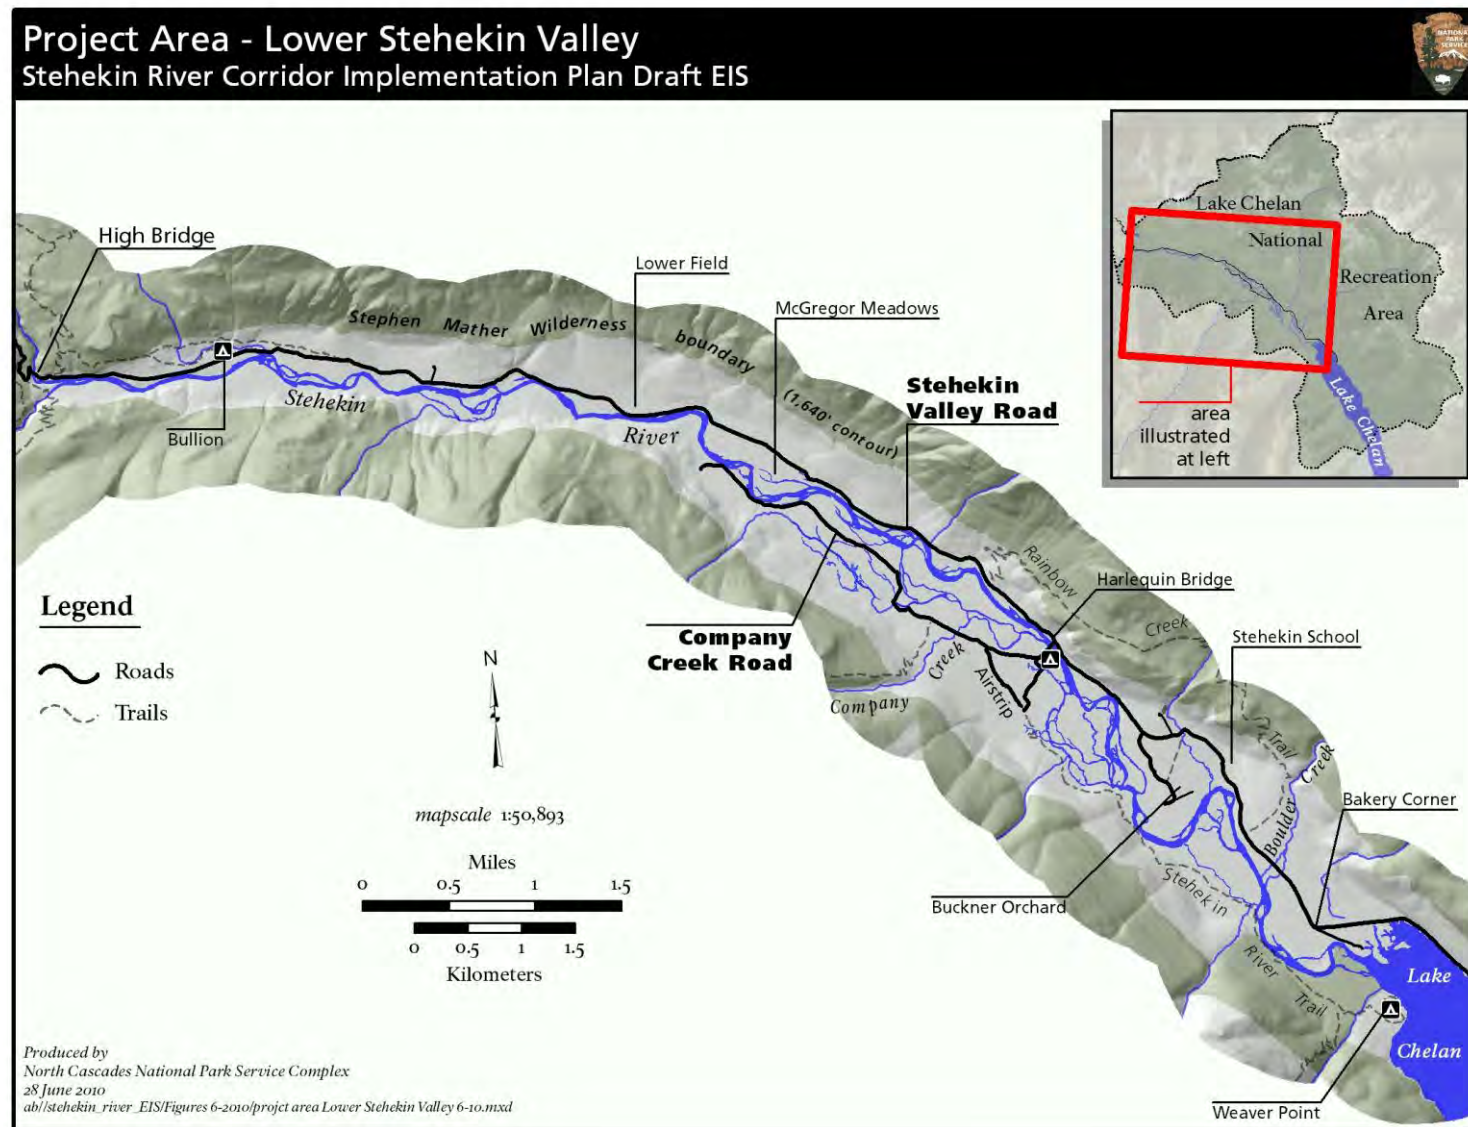 Project Area - Lower Stehekin Valley
Stehekin River Corridor Implementation Plan Draft EIS
NATIONAL
PARK
SERVICE
Lake Chelan
National
Recreation
Area
Lake Chelan
area
illustrated
at left
High Bridge
Lower Field
McGregor Meadows
Stephen Mather Wilderness boundary (1,640' contour)
Stehekin
Valley Road
Bullion
Stehekin
River
Rainbow
Creek
Trail
Harlequin Bridge
Stehekin School
Company
Creek Road
Company
Creek
Airstrip
Boulder
Creek
Bakery Corner
Buckner Orchard
Stehekin
River
Trail
Lake
Chelan
Weaver Point
Legend
Roads
Trails
N
mapscale 1:50,893
Miles
0 0.5 1 1.5
0 0.5 1 1.5
Kilometers
Produced by
North Cascades National Park Service Complex
28 June 2010
ab//stehekin_river_EIS/Figures 6-2010/projct area Lower Stehekin Valley 6-10.mxd